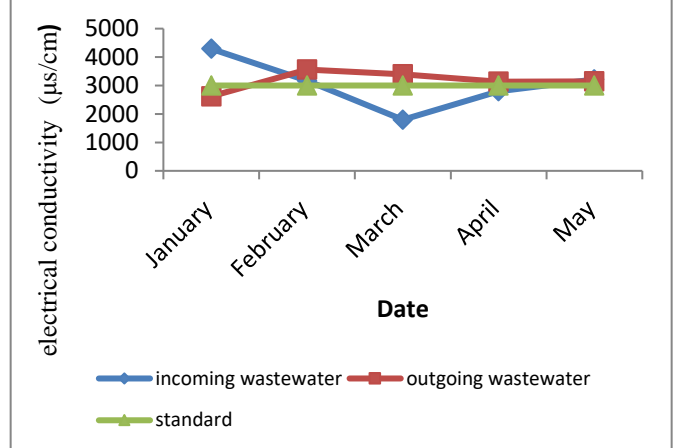 electrical conductivity (µs/cm)
5000
4000
3000
2000
1000
0
January
February
March
April
May
Date
incoming wastewater outgoing wastewater
standard